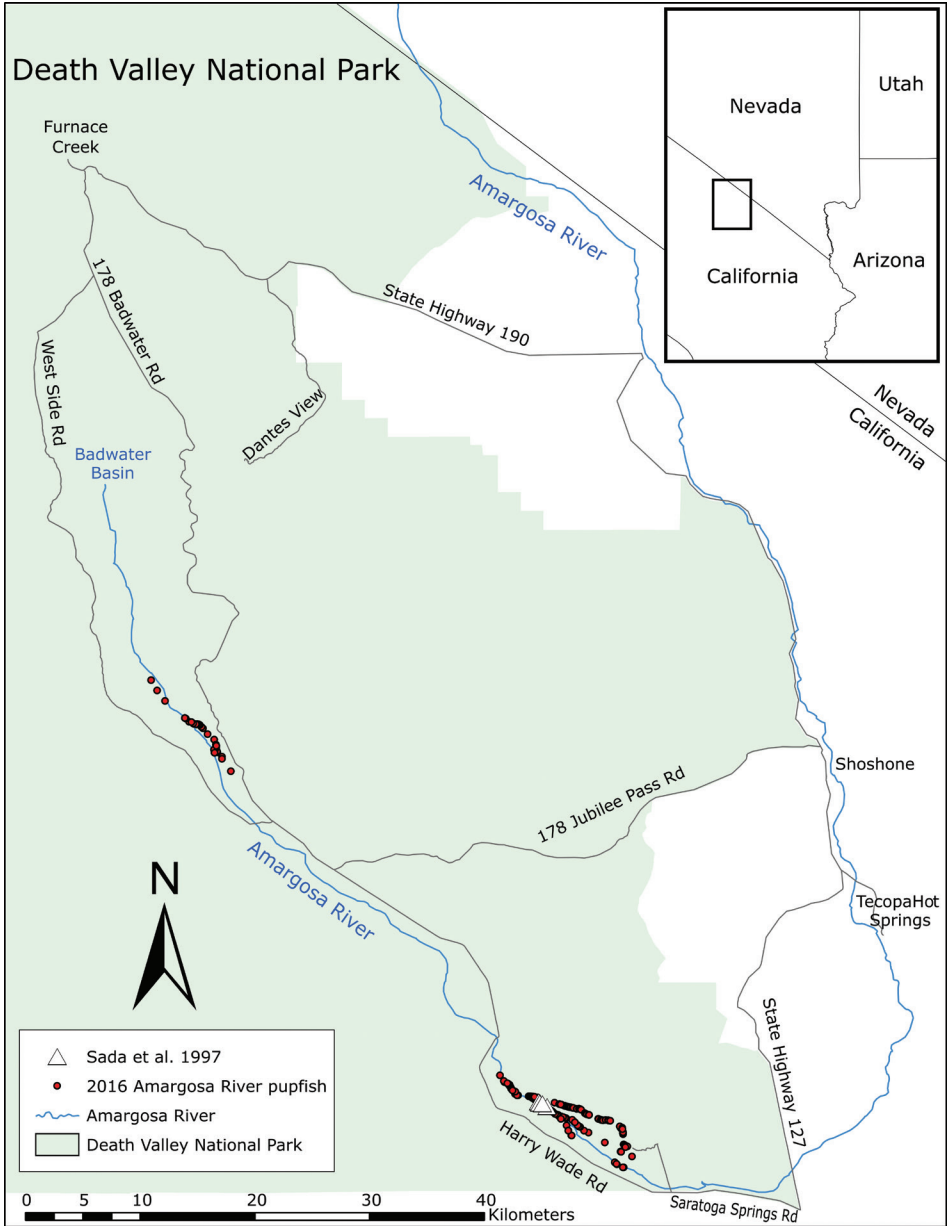 Death Valley National Park
Furnace
Creek
Amargosa River
Nevada
Utah
California
Arizona
178 Badwater Rd
State Highway 190
West Side Rd
Dantes View
Nevada
California
Badwater
Basin
Shoshone
178 Jubilee Pass Rd
Amargosa River
N
TecopaHot
Springs
State Highway 127
Sada et al. 1997
2016 Amargosa River pupfish
Amargosa River
Death Valley National Park
Harry Wade Rd
Saratoga Springs Rd
0 5 10 20 30 40
Kilometers